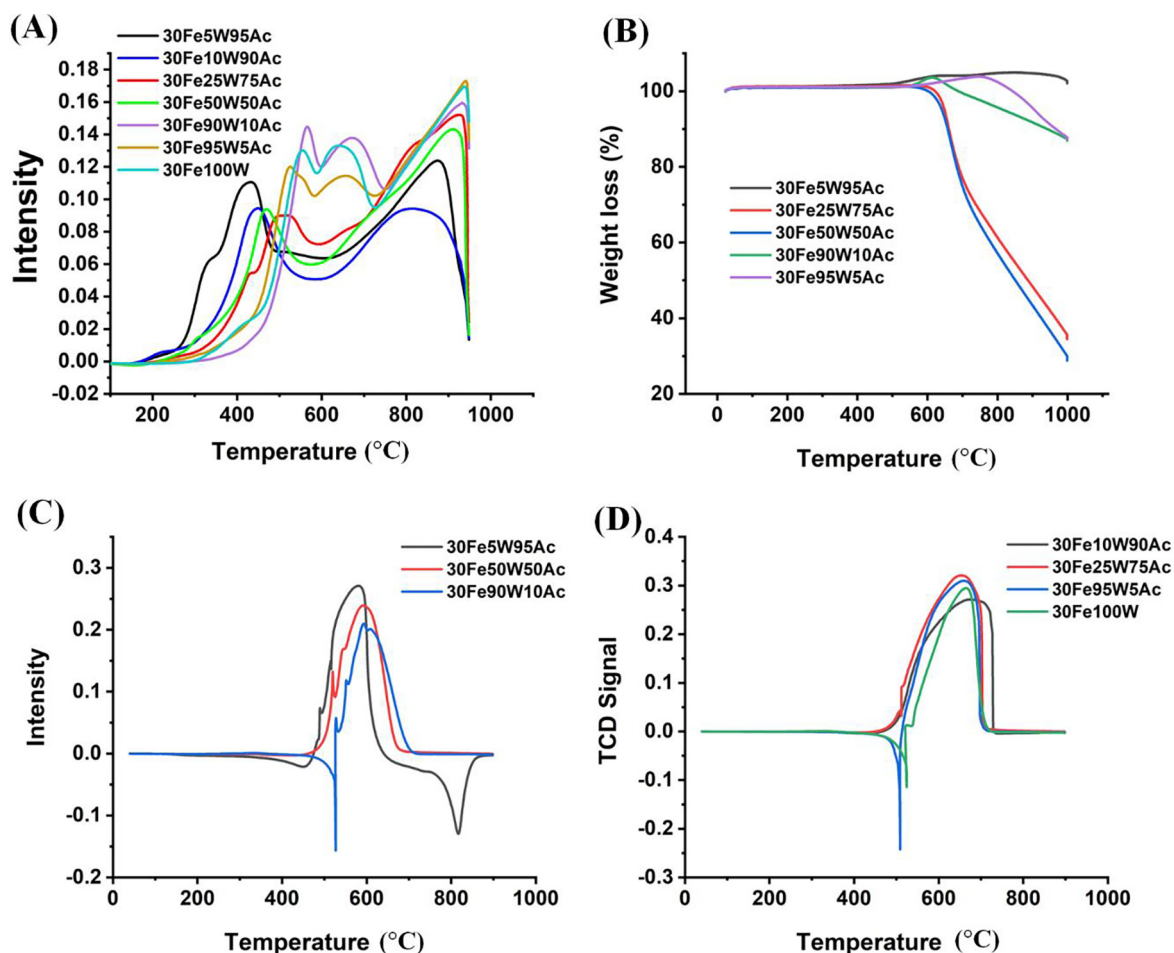 (A)
30Fe5W95Ac
30Fe10W90Ac
30Fe25W75Ac
30Fe50W50Ac
30Fe90W10Ac
30Fe95W5Ac
30Fe100W
Intensity
0.18
0.16
0.14
0.12
0.10
0.08
0.06
0.04
0.02
0.00
-0.02
200
400
600
800
1000
Temperature (°C)
(B)
Weight loss (%)
100
80
60
40
20
30Fe5W95Ac
30Fe25W75Ac
30Fe50W50Ac
30Fe90W10Ac
30Fe95W5Ac
0
200
400
600
800
1000
Temperature (°C)
(C)
30Fe5W95Ac
30Fe50W50Ac
30Fe90W10Ac
Intensity
0.3
0.2
0.1
0.0
-0.1
-0.2
0
200
400
600
800
1000
Temperature (°C)
(D)
30Fe10W90Ac
30Fe25W75Ac
30Fe95W5Ac
30Fe100W
TCD Signal
0.4
0.3
0.2
0.1
0.0
-0.1
-0.2
-0.3
0
200
400
600
800
1000
Temperature (°C)